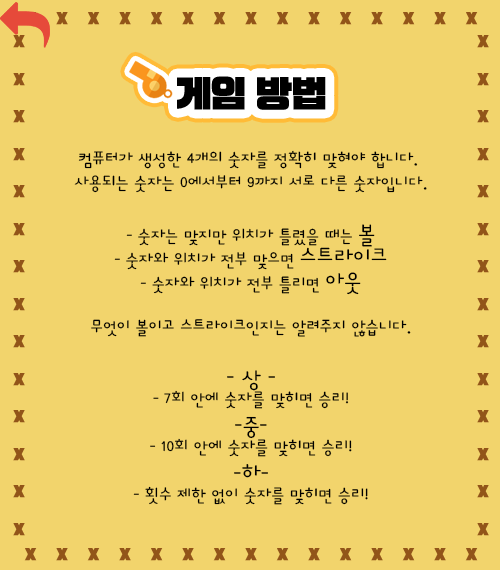 게임 방법
컴퓨터가 생성한 4개의 숫자를 정확히 맞혀야 합니다.
사용되는 숫자는 0에서부터 9까지 서로 다른 숫자입니다.
- 숫자는 맞지만 위치가 틀렸을 때는 볼
- 숫자와 위치가 전부 맞으면 스트라이크
- 숫자와 위치가 전부 틀리면 아웃
무엇이 볼이고 스트라이크인지는 알려주지 않습니다.
- 상 -
- 7회 안에 숫자를 맞히면 승리!
-중-
- 10회 안에 숫자를 맞히면 승리!
-하-
- 횟수 제한 없이 숫자를 맞히면 승리!